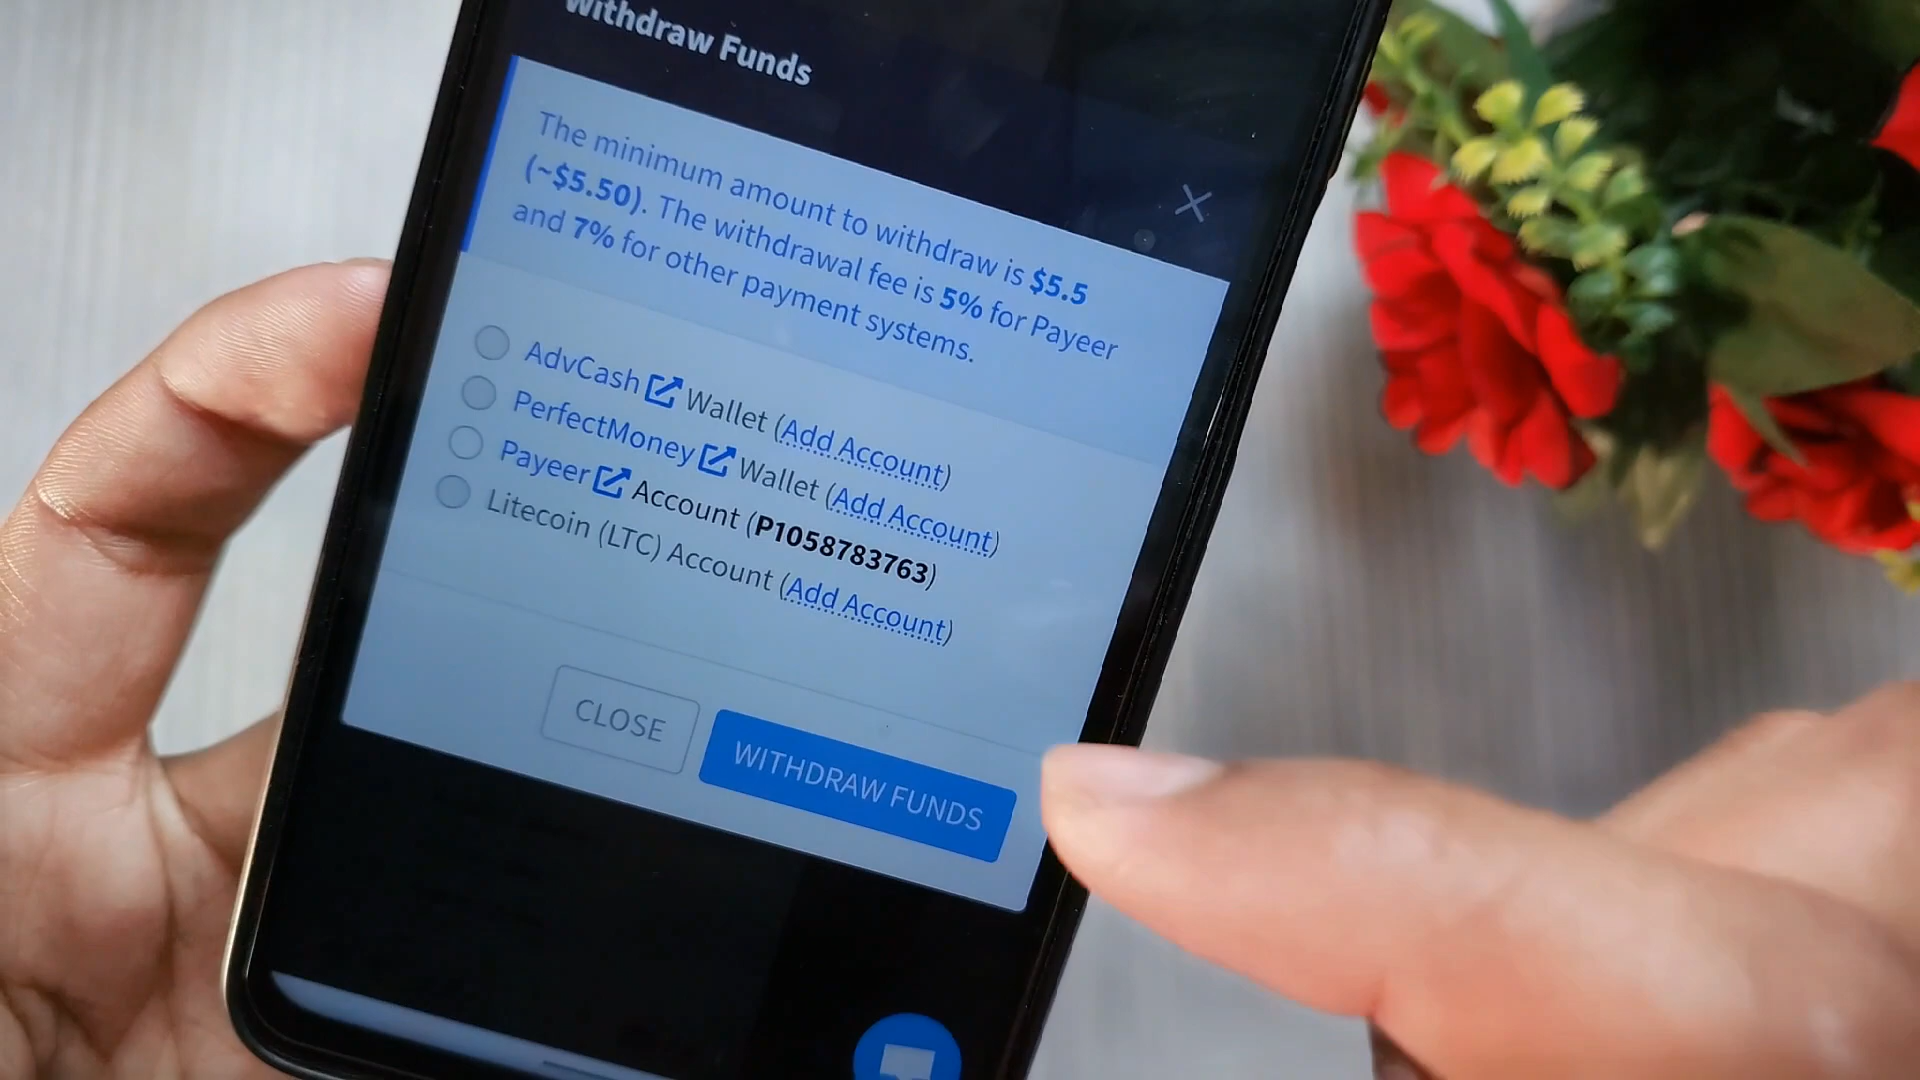 Withdraw Funds
The minimum amount to withdraw is $5.5
(~$5.50). The withdrawal fee is 5% for Payeer
and 7% for other payment systems.
AdvCash Wallet (Add Account)
PerfectMoney Wallet (Add Account)
Payeer Account (P1058783763)
Litecoin (LTC) Account (Add Account)
CLOSE
WITHDRAW FUNDS